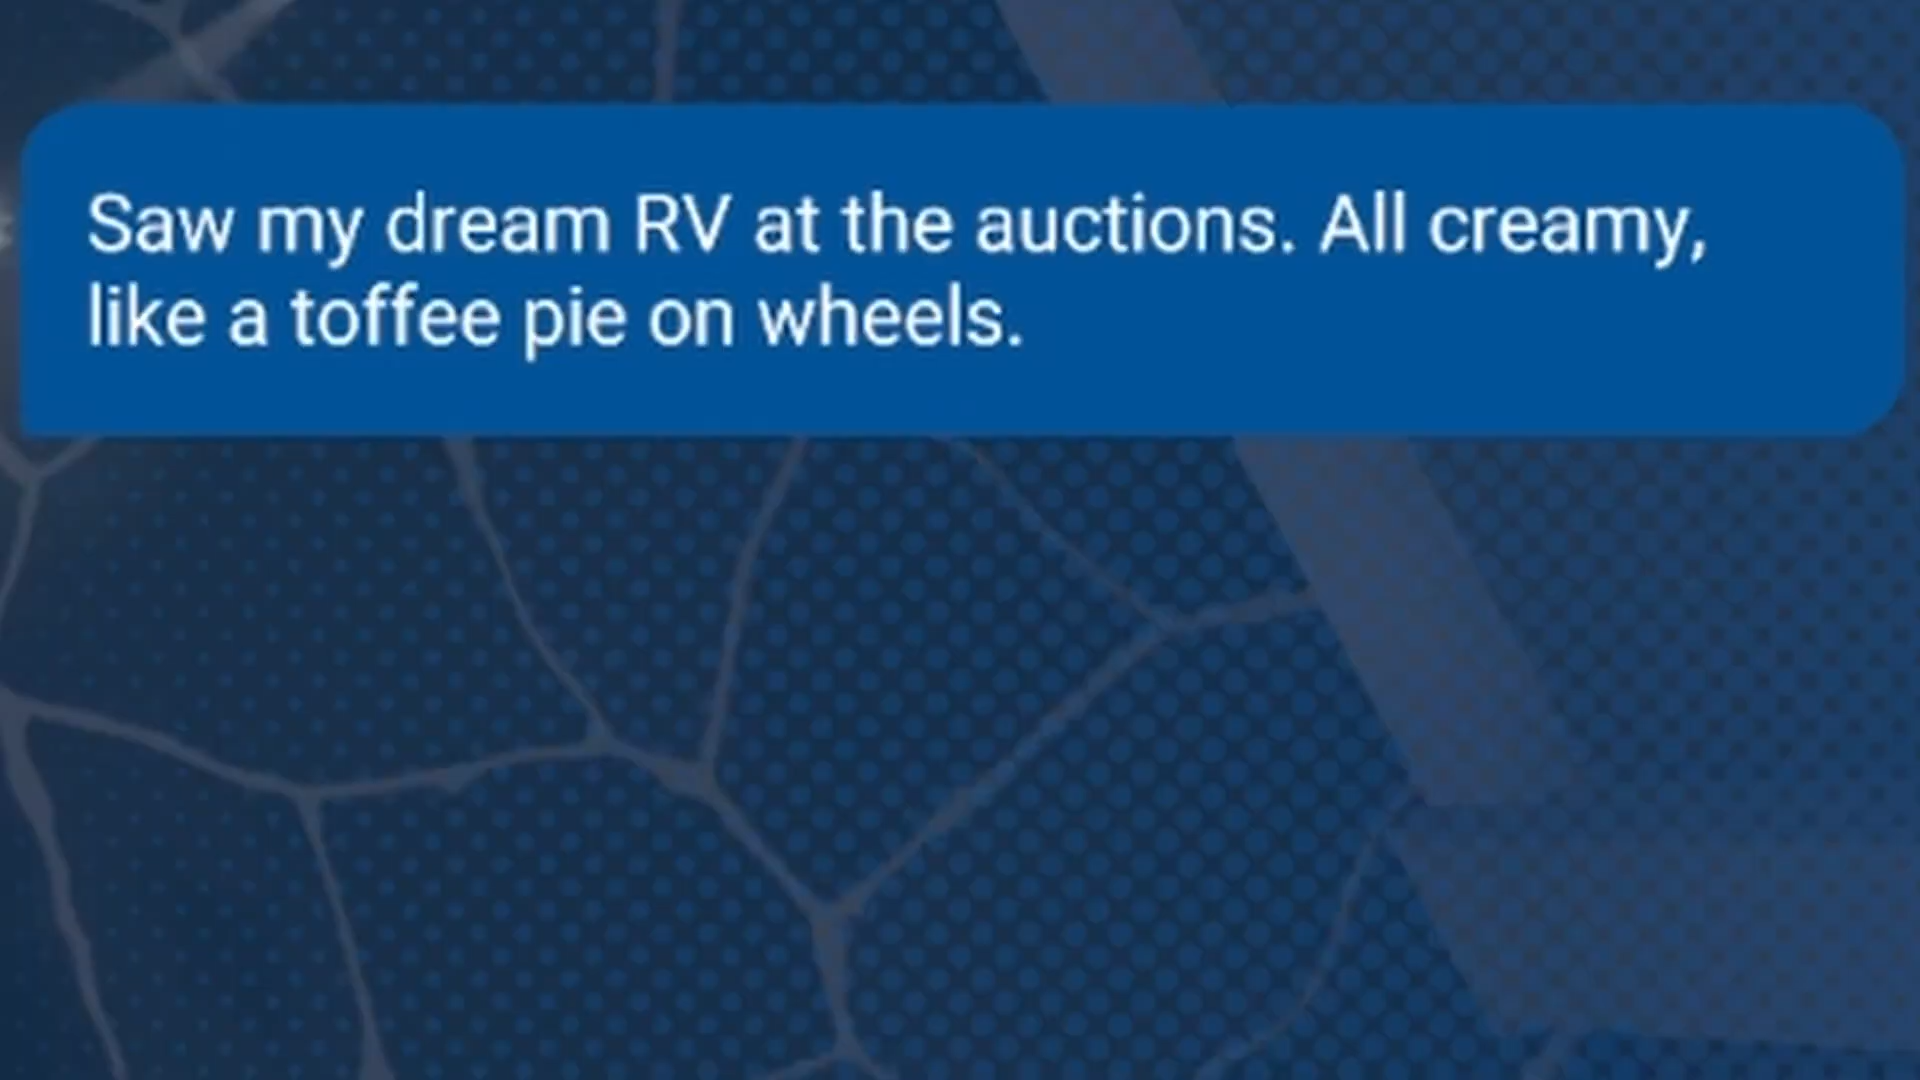 Saw my dream RV at the auctions. All creamy,
like a toffee pie on wheels.